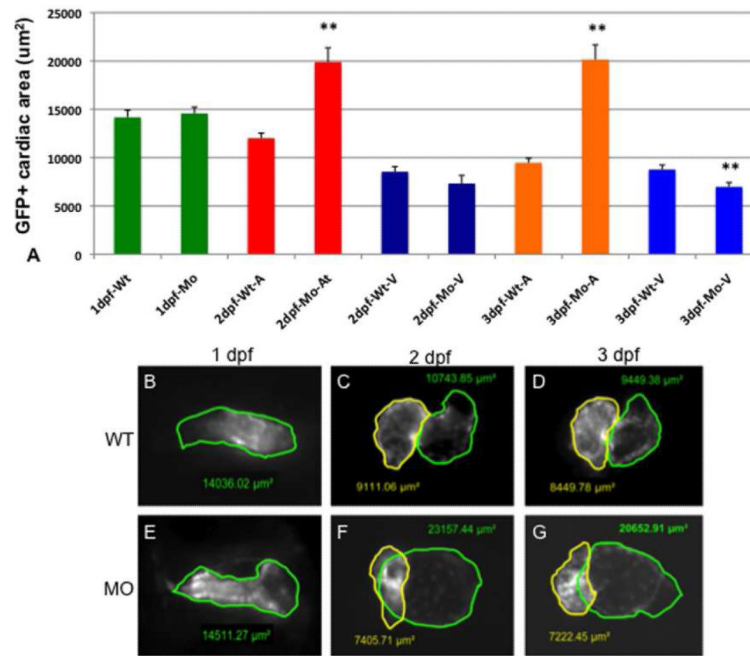 25000
20000
15000
10000
5000
0
GFP+ cardiac area (um²)
A
**
**
**
1dpf-Wt
1dpf-Mo
2dpf-Wt-A
2dpf-Mo-At
2dpf-Wt-V
2dpf-Mo-V
3dpf-Wt-A
3dpf-Mo-A
3dpf-Wt-V
3dpf-Mo-V
1 dpf
2 dpf
3 dpf
WT
B
14036.02 µm²
C
10743.85 µm²
9111.06 µm²
D
9449.38 µm²
8449.78 µm²
MO
E
14511.27 µm²
F
23157.44 µm²
7405.71 µm²
G
20652.91 µm²
7222.45 µm²